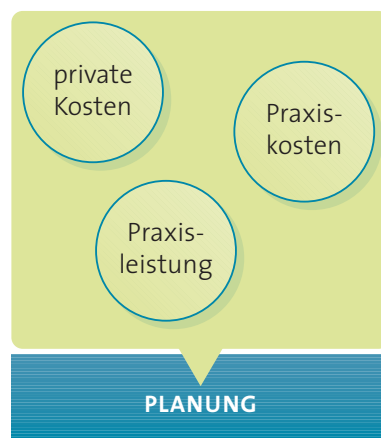 private
Kosten
Praxis-
kosten
Praxis-
leistung
PLANUNG